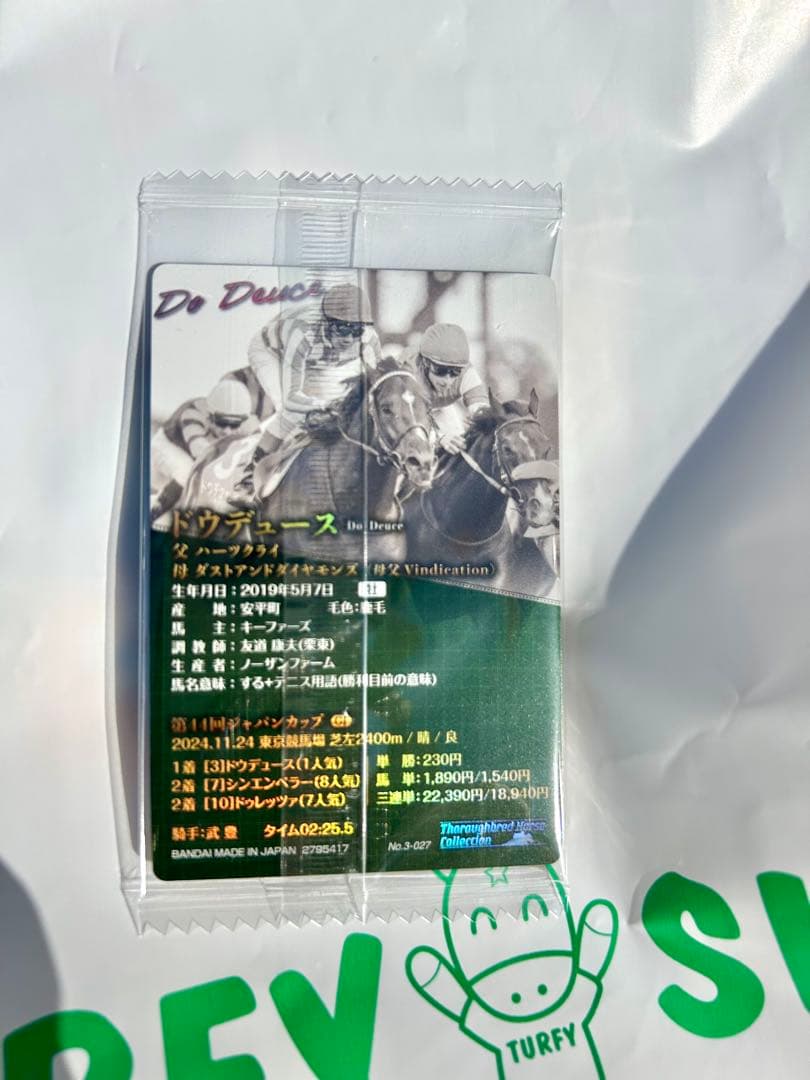 Do Deuce
ドウデュース Do Deuce
父 ハーツクライ
母 ダストアンドダイヤモンズ（母父 Vindication）
生年月日：2019年5月7日 牡
産 地：安平町 毛色：鹿毛
馬 主：キーファーズ
調 教 師：友道 康夫(栗東)
生 産 者：ノーザンファーム
馬名意味：する+テニス用語(勝利目前の意味)
第44回ジャパンカップ GI
2024.11.24 東京競馬場 芝左2400m / 晴 / 良
1着 [3]ドウデュース(1人気) 単 勝：230円
2着 [7]シンエンペラー(8人気) 馬 単：1,890円/1,540円
2着 [10]ドゥレッツァ(7人気) 三連単：22,390円/18,940円
騎手：武 豊 タイム02:25.5
BANDAI MADE IN JAPAN 2795417 No.3-027
Thoroughbred Horse
Collection
TURFY